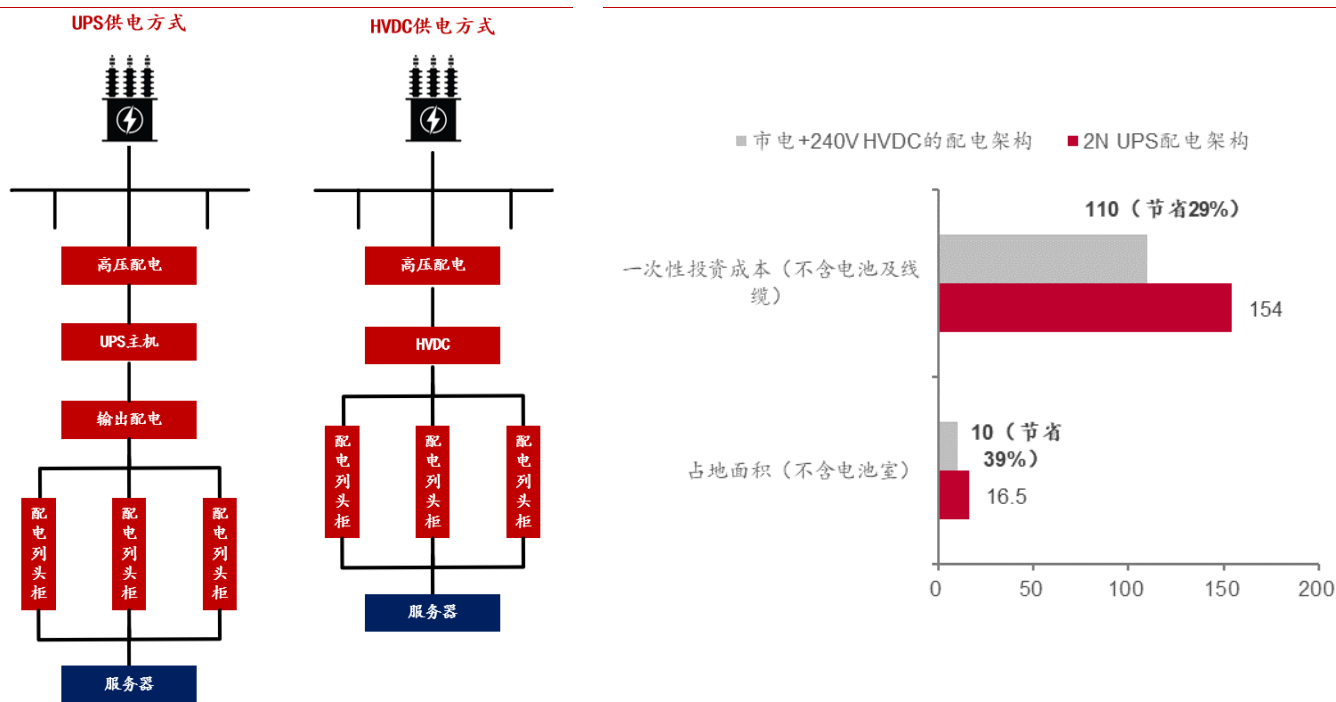 UPS供电方式
高压配电
UPS主机
输出配电
配电列头柜
配电列头柜
配电列头柜
服务器
HVDC供电方式
高压配电
HVDC
配电列头柜
配电列头柜
配电列头柜
服务器
市电+240V HVDC的配电架构
2N UPS配电架构
110（节省29%）
一次性投资成本（不含电池及线
缆）
154
10（节省
39%）
占地面积（不含电池室）
16.5
0
50
100
150
200